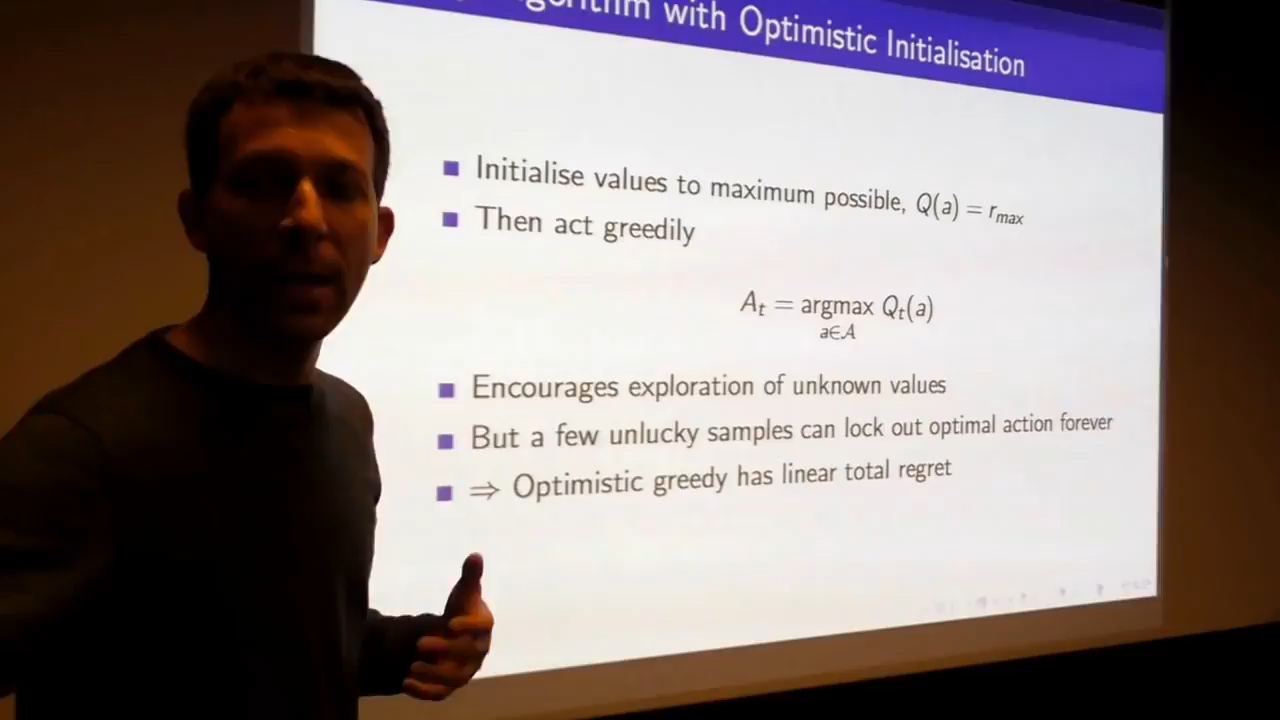 with Optimistic Initialisation
Initialise values to maximum possible, Q(a) = r_max
Then act greedily
A_t = argmax Q_t(a)
a∈𝒜
Encourages exploration of unknown values
But a few unlucky samples can lock out optimal action forever
⇒ Optimistic greedy has linear total regret